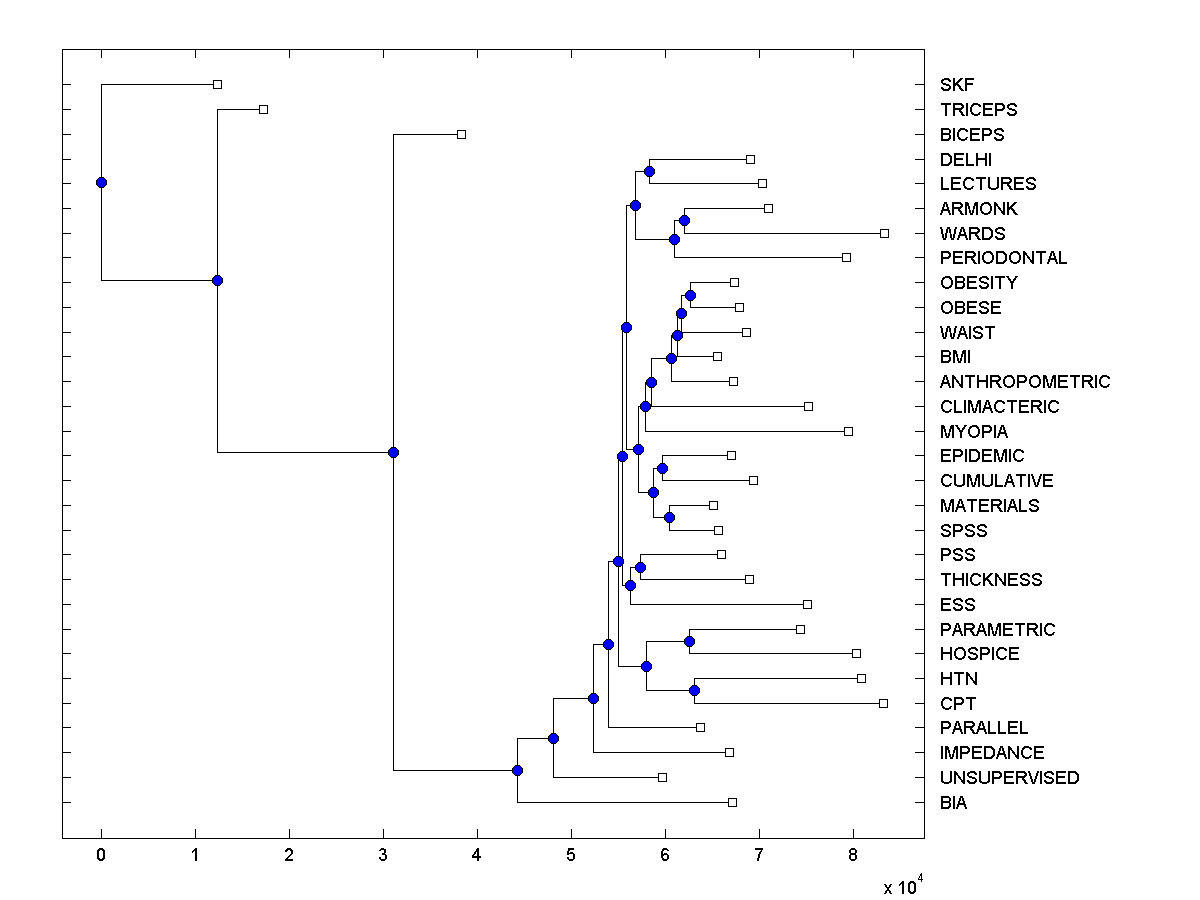 SKF
TRICEPS
BICEPS
DELHI
LECTURES
ARMONK
WARDS
PERIODONTAL
OBESITY
OBESE
WAIST
BMI
ANTHROPOMETRIC
CLIMACTERIC
MYOPIA
EPIDEMIC
CUMULATIVE
MATERIALS
SPSS
PSS
THICKNESS
ESS
PARAMETRIC
HOSPICE
HTN
CPT
PARALLEL
IMPEDANCE
UNSUPERVISED
BIA
0 1 2 3 4 5 6 7 8
x 10^4